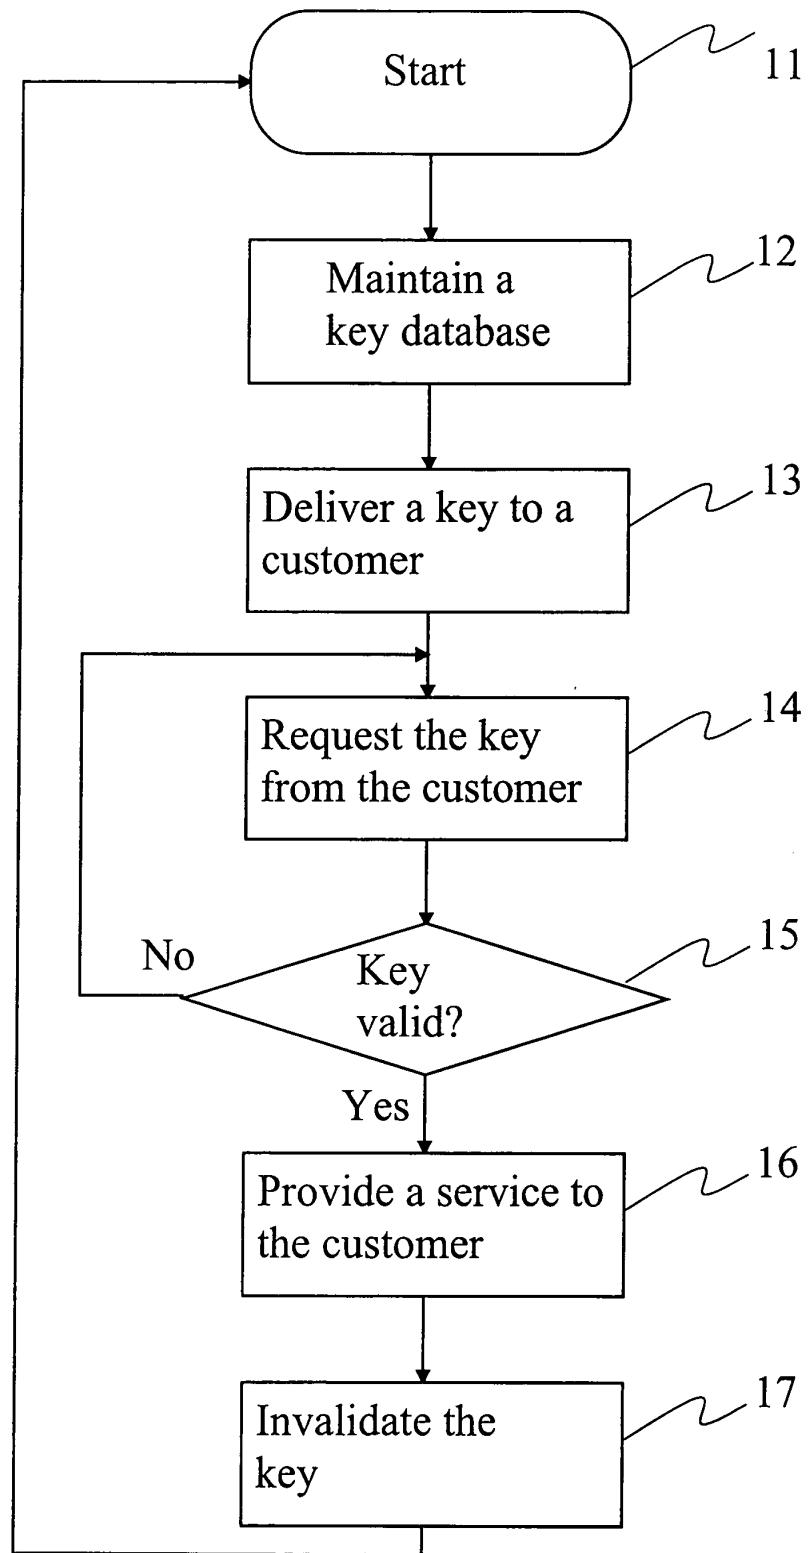 Start
11
Maintain a
key database
12
Deliver a key to a
customer
13
Request the key
from the customer
14
No
Key
valid?
15
Yes
Provide a service to
the customer
16
Invalidate the
key
17